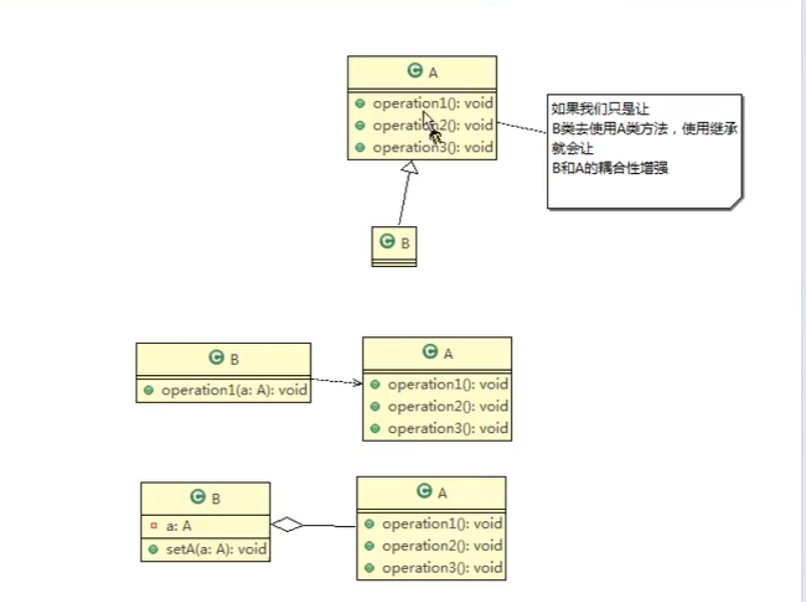 C A
operation1(): void
operation2(): void
operation3(): void
如果我们只是让
B类去使用A类方法，使用继承
就会让
B和A的耦合性增强
C B
C B
operation1(a: A): void
C A
operation1(): void
operation2(): void
operation3(): void
C B
a: A
setA(a: A): void
C A
operation1(): void
operation2(): void
operation3(): void